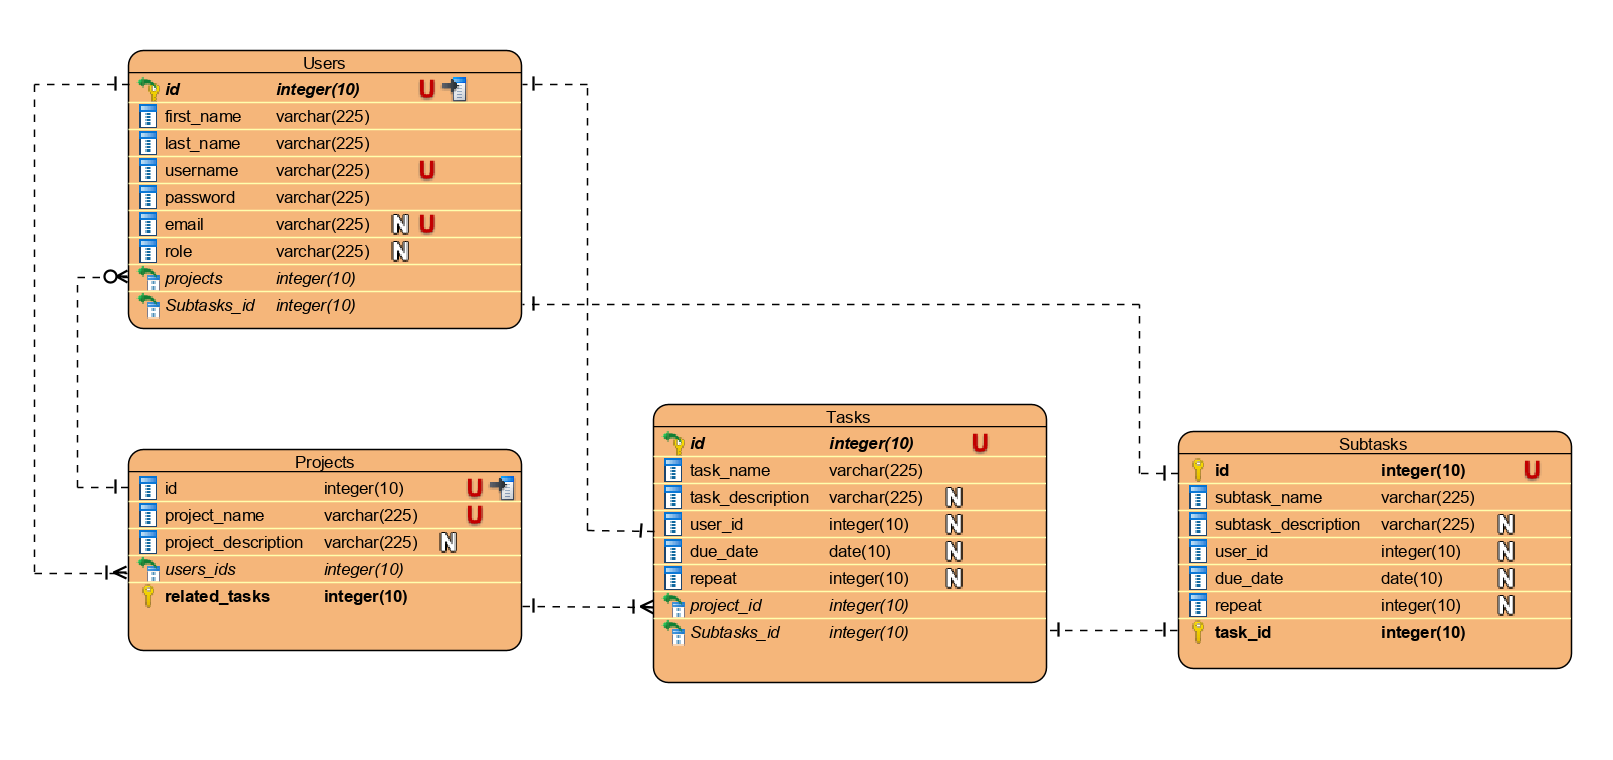 Users
id integer(10) U
first_name varchar(225)
last_name varchar(225)
username varchar(225) U
password varchar(225)
email varchar(225) N U
role varchar(225) N
projects integer(10)
Subtasks_id integer(10)
Projects
id integer(10) U
project_name varchar(225) U
project_description varchar(225) N
users_ids integer(10)
related_tasks integer(10)
Tasks
id integer(10) U
task_name varchar(225)
task_description varchar(225) N
user_id integer(10) N
due_date date(10) N
repeat integer(10) N
project_id integer(10)
Subtasks_id integer(10)
Subtasks
id integer(10) U
subtask_name varchar(225)
subtask_description varchar(225) N
user_id integer(10) N
due_date date(10) N
repeat integer(10) N
task_id integer(10)